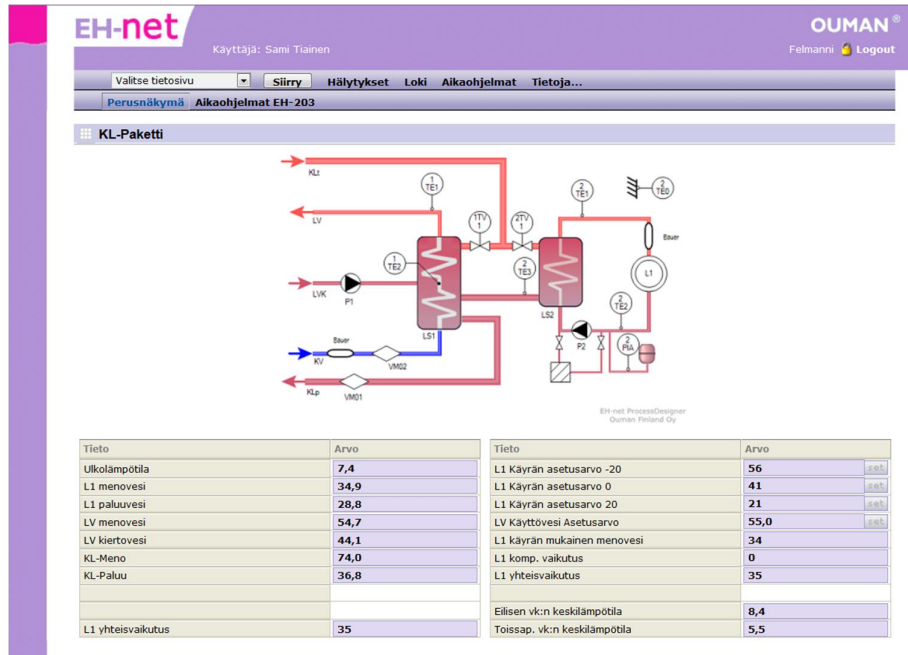 EH-net
OUMAN®
Käyttäjä: Sami Tiainen
Felmanni Logout
Valitse tietosivu Siirry Hälytykset Loki Aikaohjelmat Tietoja...
Perusnäkymä Aikaohjelmat EH-203
KL-Paketti
KLt
1 TE1
2 TE1
2 TE0
LV
1TV 1
2TV 1
Bauer
1 TE2
2 TE3
L1
LVK
P1
2 TE2
LS1
LS2
P2
2 PIA
Bauer
KV
VM02
KLp
VM01
EH-net ProcessDesigner
Ouman Finland Oy
Tieto Arvo Tieto Arvo
Ulkolämpötila 7,4 L1 Käyrän asetusarvo -20 56 set
L1 menovesi 34,9 L1 Käyrän asetusarvo 0 41 set
L1 paluuvesi 28,8 L1 Käyrän asetusarvo 20 21 set
LV menovesi 54,7 LV Käyttövesi Asetusarvo 55,0 set
LV kiertovesi 44,1 L1 käyrän mukainen menovesi 34
KL-Meno 74,0 L1 komp. vaikutus 0
KL-Paluu 36,8 L1 yhteisvaikutus 35
Eilisen vk:n keskilämpötila 8,4
L1 yhteisvaikutus 35 Toissap. vk:n keskilämpötila 5,5